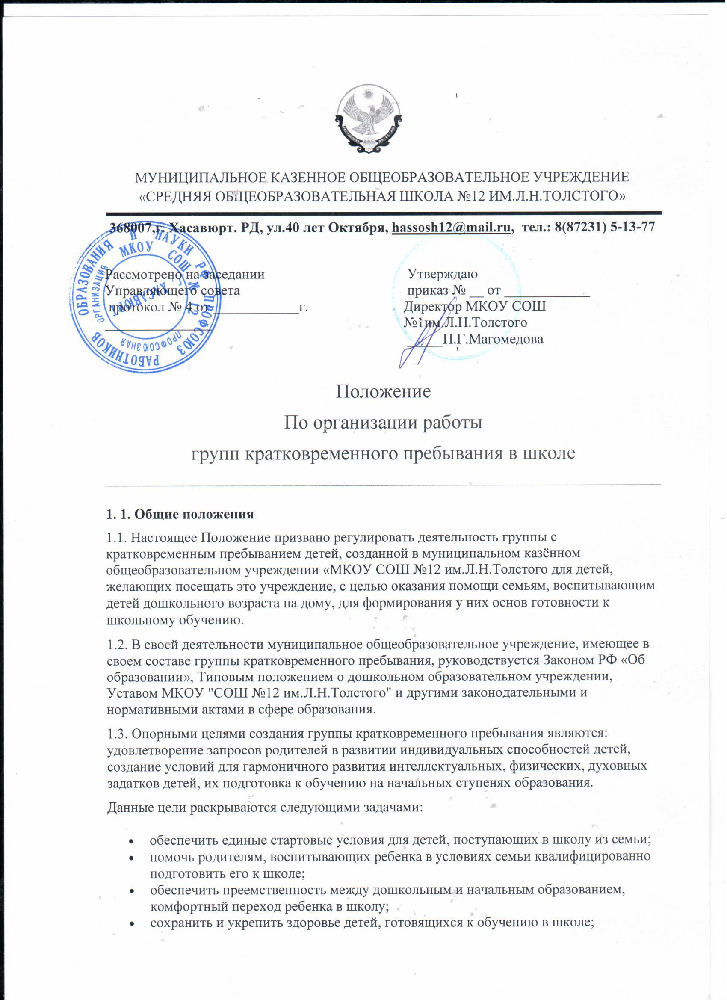 РЕСПУБЛИКА ДАГЕСТАН
МУНИЦИПАЛЬНОЕ КАЗЕННОЕ ОБЩЕОБРАЗОВАТЕЛЬНОЕ УЧРЕЖДЕНИЕ
«СРЕДНЯЯ ОБЩЕОБРАЗОВАТЕЛЬНАЯ ШКОЛА №12 ИМ.Л.Н.ТОЛСТОГО»
368007,г. Хасавюрт. РД, ул.40 лет Октября, hassosh12@mail.ru, тел.: 8(87231) 5-13-77
Рассмотрено на заседании
Управляющего совета
протокол № 4 от ____________г.
_______________
ПРОФСОЮЗ РАБОТНИКОВ ОБРАЗОВАНИЯ И НАУКИ РФ
ПРОФСОЮЗНАЯ ОРГАНИЗАЦИЯ
МКОУ СОШ № 12
г. ХАСАВЮРТ
Утверждаю
приказ № __ от ____________
Директор МКОУ СОШ
№1им.Л.Н.Толстого
_____П.Г.Магомедова
Положение
По организации работы
групп кратковременного пребывания в школе
1. 1. Общие положения
1.1. Настоящее Положение призвано регулировать деятельность группы с
кратковременным пребыванием детей, созданной в муниципальном казённом
общеобразовательном учреждении «МКОУ СОШ №12 им.Л.Н.Толстого для детей,
желающих посещать это учреждение, с целью оказания помощи семьям, воспитывающим
детей дошкольного возраста на дому, для формирования у них основ готовности к
школьному обучению.
1.2. В своей деятельности муниципальное общеобразовательное учреждение, имеющее в
своем составе группы кратковременного пребывания, руководствуется Законом РФ «Об
образовании», Типовым положением о дошкольном образовательном учреждении,
Уставом МКОУ "СОШ №12 им.Л.Н.Толстого" и другими законодательными и
нормативными актами в сфере образования.
1.3. Опорными целями создания группы кратковременного пребывания являются:
удовлетворение запросов родителей в развитии индивидуальных способностей детей,
создание условий для гармоничного развития интеллектуальных, физических, духовных
задатков детей, их подготовка к обучению на начальных ступенях образования.
Данные цели раскрываются следующими задачами:
• обеспечить единые стартовые условия для детей, поступающих в школу из семьи;
• помочь родителям, воспитывающих ребенка в условиях семьи квалифицированно
подготовить его к школе;
• обеспечить преемственность между дошкольным и начальным образованием,
комфортный переход ребенка в школу;
• сохранить и укрепить здоровье детей, готовящихся к обучению в школе;